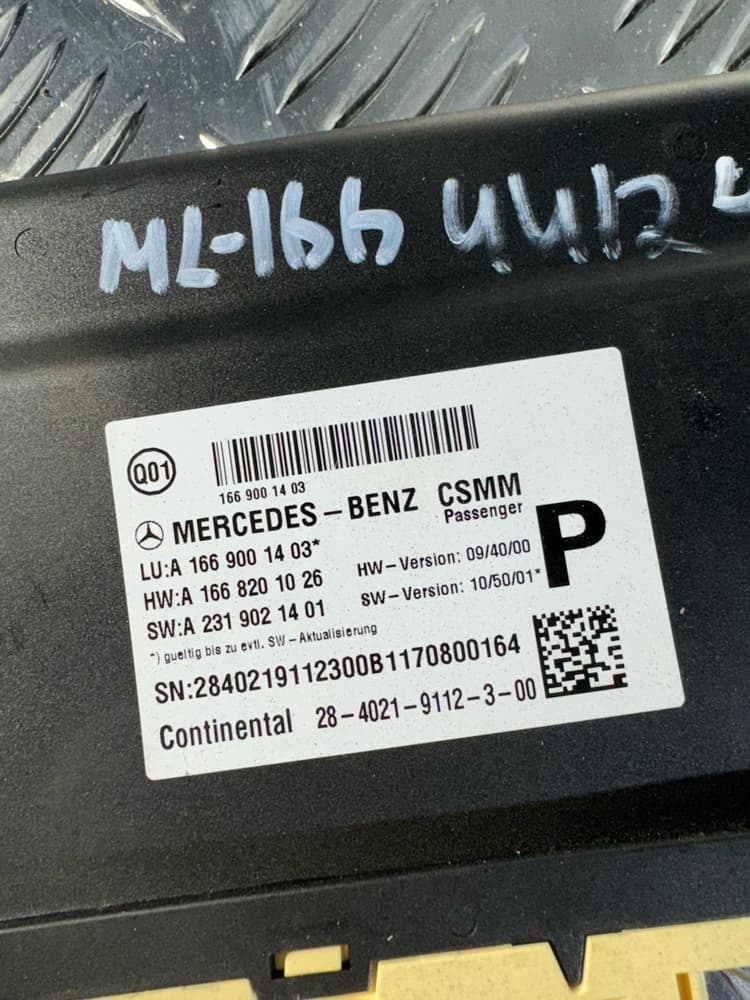 ML-166
Q01
166 900 14 03
MERCEDES-BENZ CSMM
Passenger
P
LU:A 166 900 14 03*
HW:A 166 820 10 26
HW-Version: 09/40/00
SW:A 231 902 14 01
SW-Version: 10/50/01*
*) gueltig bis zu evtl. SW-Aktualisierung
SN:2840219112300B1170800164
Continental 28-4021-9112-3-00